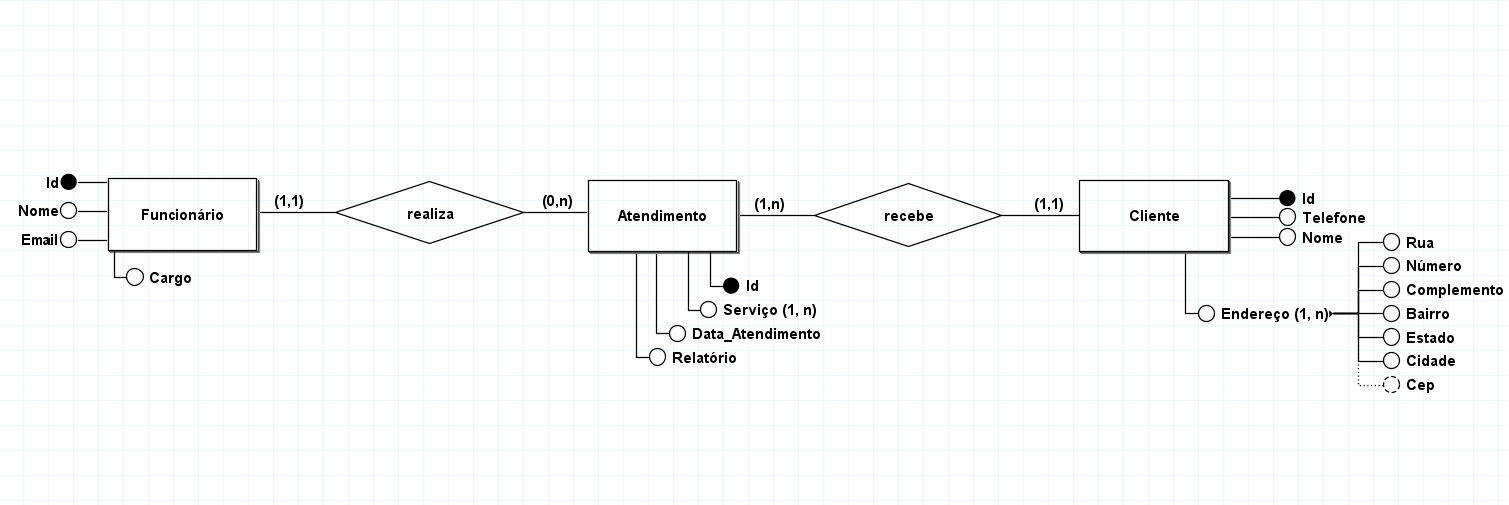 Id
Nome
Email
Cargo
Funcionário
(1,1)
realiza
(0,n)
Atendimento
Id
Serviço (1, n)
Data_Atendimento
Relatório
(1,n)
recebe
(1,1)
Cliente
Id
Telefone
Nome
Endereço (1, n)
Rua
Número
Complemento
Bairro
Estado
Cidade
Cep